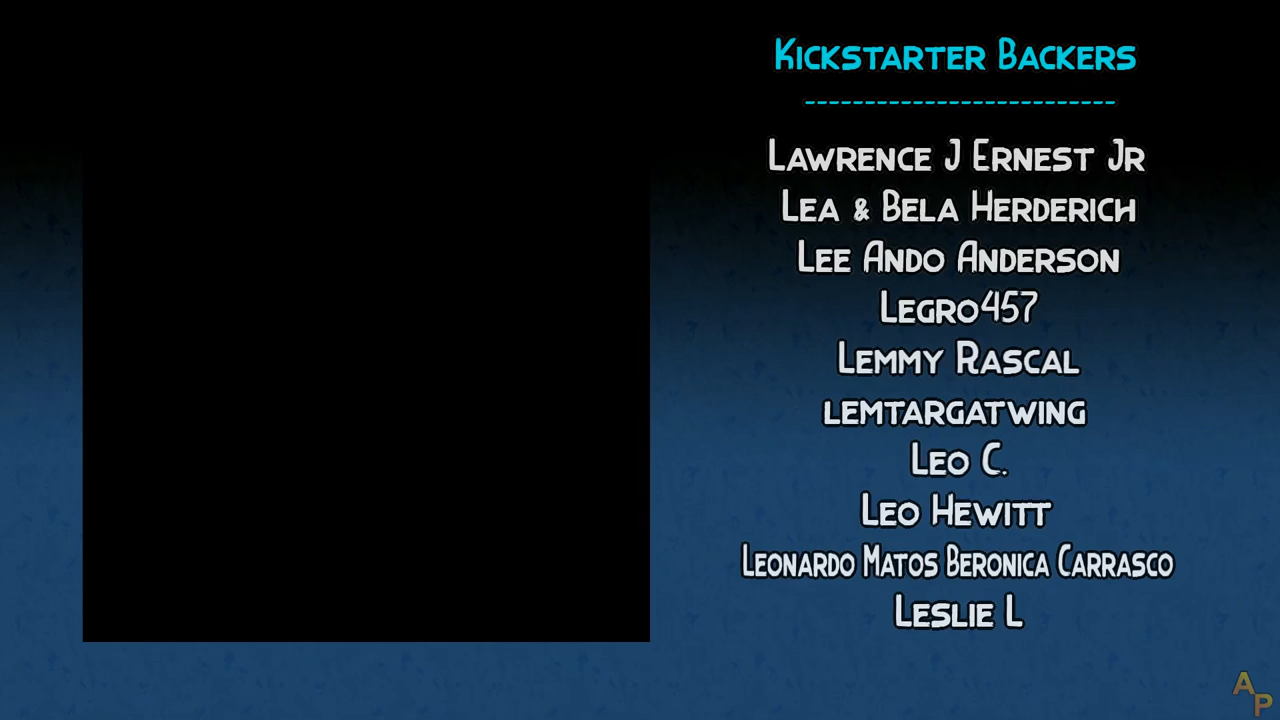 Kickstarter Backers
--------------------------
Lawrence J Ernest Jr
Lea & Bela Herderich
Lee Ando Anderson
Legro457
Lemmy Rascal
lemtargatwing
Leo C.
Leo Hewitt
Leonardo Matos Beronica Carrasco
Leslie L
AP